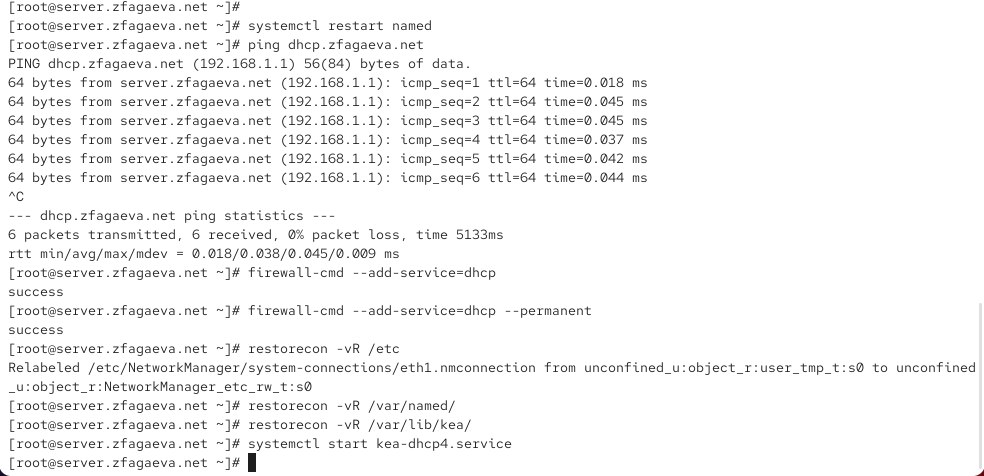 [root@server.zfagaeva.net ~]#
[root@server.zfagaeva.net ~]# systemctl restart named
[root@server.zfagaeva.net ~]# ping dhcp.zfagaeva.net
PING dhcp.zfagaeva.net (192.168.1.1) 56(84) bytes of data.
64 bytes from server.zfagaeva.net (192.168.1.1): icmp_seq=1 ttl=64 time=0.018 ms
64 bytes from server.zfagaeva.net (192.168.1.1): icmp_seq=2 ttl=64 time=0.045 ms
64 bytes from server.zfagaeva.net (192.168.1.1): icmp_seq=3 ttl=64 time=0.045 ms
64 bytes from server.zfagaeva.net (192.168.1.1): icmp_seq=4 ttl=64 time=0.037 ms
64 bytes from server.zfagaeva.net (192.168.1.1): icmp_seq=5 ttl=64 time=0.042 ms
64 bytes from server.zfagaeva.net (192.168.1.1): icmp_seq=6 ttl=64 time=0.044 ms
^C
--- dhcp.zfagaeva.net ping statistics ---
6 packets transmitted, 6 received, 0% packet loss, time 5133ms
rtt min/avg/max/mdev = 0.018/0.038/0.045/0.009 ms
[root@server.zfagaeva.net ~]# firewall-cmd --add-service=dhcp
success
[root@server.zfagaeva.net ~]# firewall-cmd --add-service=dhcp --permanent
success
[root@server.zfagaeva.net ~]# restorecon -vR /etc
Relabeled /etc/NetworkManager/system-connections/eth1.nmconnection from unconfined_u:object_r:user_tmp_t:s0 to unconfined
_u:object_r:NetworkManager_etc_rw_t:s0
[root@server.zfagaeva.net ~]# restorecon -vR /var/named/
[root@server.zfagaeva.net ~]# restorecon -vR /var/lib/kea/
[root@server.zfagaeva.net ~]# systemctl start kea-dhcp4.service
[root@server.zfagaeva.net ~]#